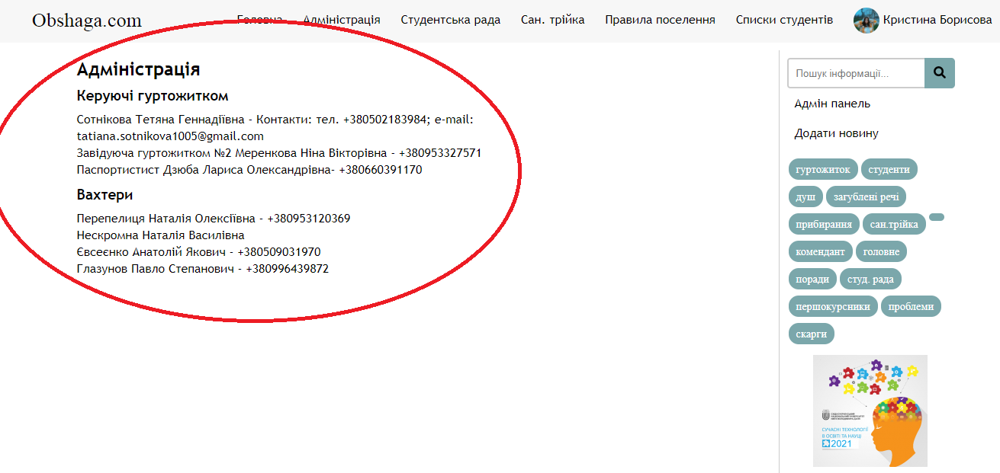 Obshaga.com
Головна
Адміністрація
Студентська рада
Сан. трійка
Правила поселення
Списки студентів
Кристина Борисова
Адміністрація
Керуючі гуртожитком
Сотнікова Тетяна Геннадіївна - Контакти: тел. +380502183984; e-mail:
tatiana.sotnikova1005@gmail.com
Завідуюча гуртожитком №2 Меренкова Ніна Вікторівна - +380953327571
Паспортистист Дзюба Лариса Олександрівна- +380660391170
Вахтери
Перепелиця Наталія Олексіївна - +380953120369
Нескромна Наталія Василівна
Євсеєнко Анатолій Якович - +380509031970
Глазунов Павло Степанович - +380996439872
Пошук інформації...
Адмін панель
Додати новину
гуртожиток
студенти
душ
загублені речі
прибирання
сан.трійка
комендант
головне
поради
студ. рада
першокурсники
проблеми
скарги
СУЧАСНІ ТЕХНОЛОГІЇ
В ОСВІТІ ТА НАУЦІ
2021